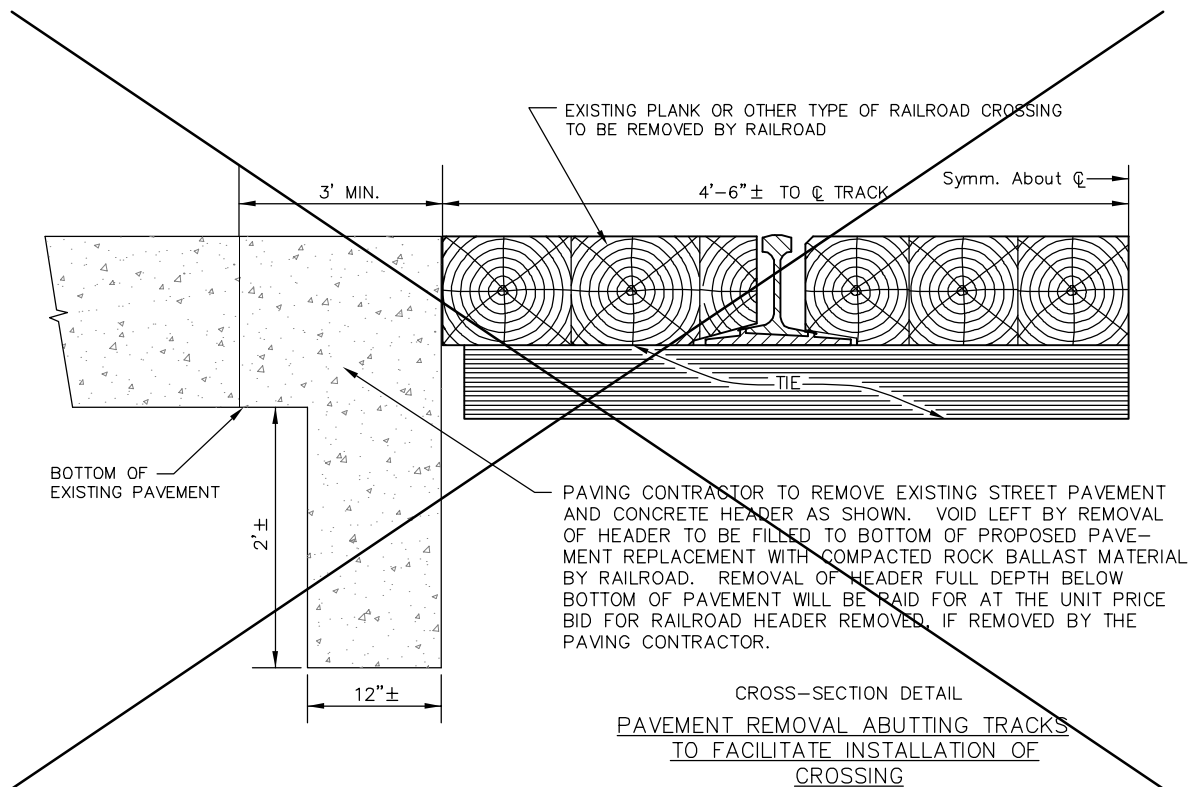 EXISTING PLANK OR OTHER TYPE OF RAILROAD CROSSING
TO BE REMOVED BY RAILROAD
Symm. About ℄
3' MIN.
4'-6"± TO ℄ TRACK
TIE
BOTTOM OF
EXISTING PAVEMENT
2'±
12"±
PAVING CONTRACTOR TO REMOVE EXISTING STREET PAVEMENT
AND CONCRETE HEADER AS SHOWN. VOID LEFT BY REMOVAL
OF HEADER TO BE FILLED TO BOTTOM OF PROPOSED PAVE-
MENT REPLACEMENT WITH COMPACTED ROCK BALLAST MATERIAL
BY RAILROAD. REMOVAL OF HEADER FULL DEPTH BELOW
BOTTOM OF PAVEMENT WILL BE PAID FOR AT THE UNIT PRICE
BID FOR RAILROAD HEADER REMOVED, IF REMOVED BY THE
PAVING CONTRACTOR.
CROSS-SECTION DETAIL
PAVEMENT REMOVAL ABUTTING TRACKS
TO FACILITATE INSTALLATION OF
CROSSING